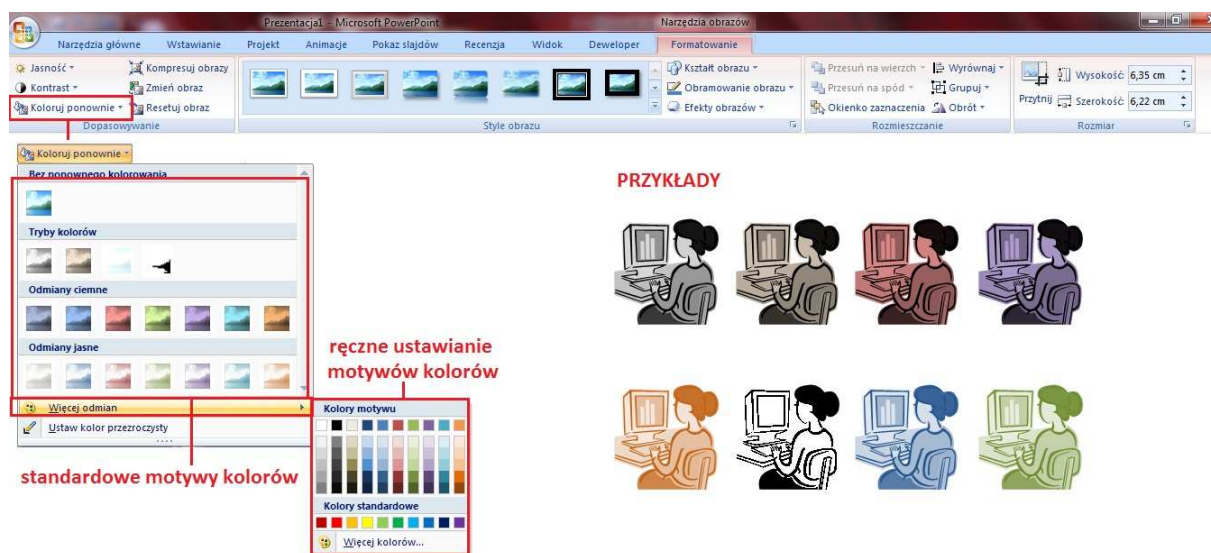 Prezentacja1 - Microsoft PowerPoint
Narzędzia obrazów
Narzędzia główne
Wstawianie
Projekt
Animacje
Pokaz slajdów
Recenzja
Widok
Deweloper
Formatowanie
Jasność
Kontrast
Koloruj ponownie
Kompresuj obrazy
Zmień obraz
Resetuj obraz
Dopasowywanie
Style obrazu
Kształt obrazu
Obramowanie obrazu
Efekty obrazów
Przesuń na wierzch
Przesuń na spód
Okienko zaznaczenia
Wyrównaj
Grupuj
Obrót
Rozmieszczanie
Przytnij
Wysokość: 6,35 cm
Szerokość: 6,22 cm
Rozmiar
Koloruj ponownie
Bez ponownego kolorowania
Tryby kolorów
Odmiany ciemne
Odmiany jasne
Więcej odmian
Ustaw kolor przezroczysty
standardowe motywy kolorów
ręczne ustawianie
motywów kolorów
Kolory motywu
Kolory standardowe
Więcej kolorów...
PRZYKŁADY